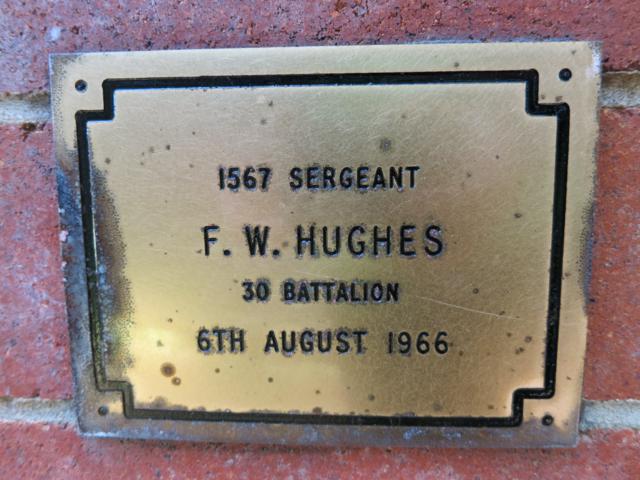 1567 SERGEANT
F. W. HUGHES
30 BATTALION
6TH AUGUST 1966